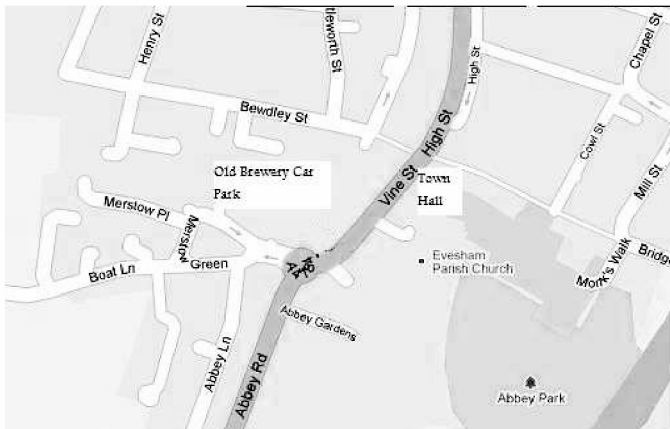 Henry St
tleworth St
High St
Chapel St
Bewdley St
High St
Cowl St
Mill St
Old Brewery Car
Park
Vine St
Town
Hall
Merstow Pl
Merstow
Green
Boat Ln
Evesham
Parish Church
Monk's Walk
Bridge
Abbey Gardens
Abbey Ln
Abbey Rd
Abbey Park